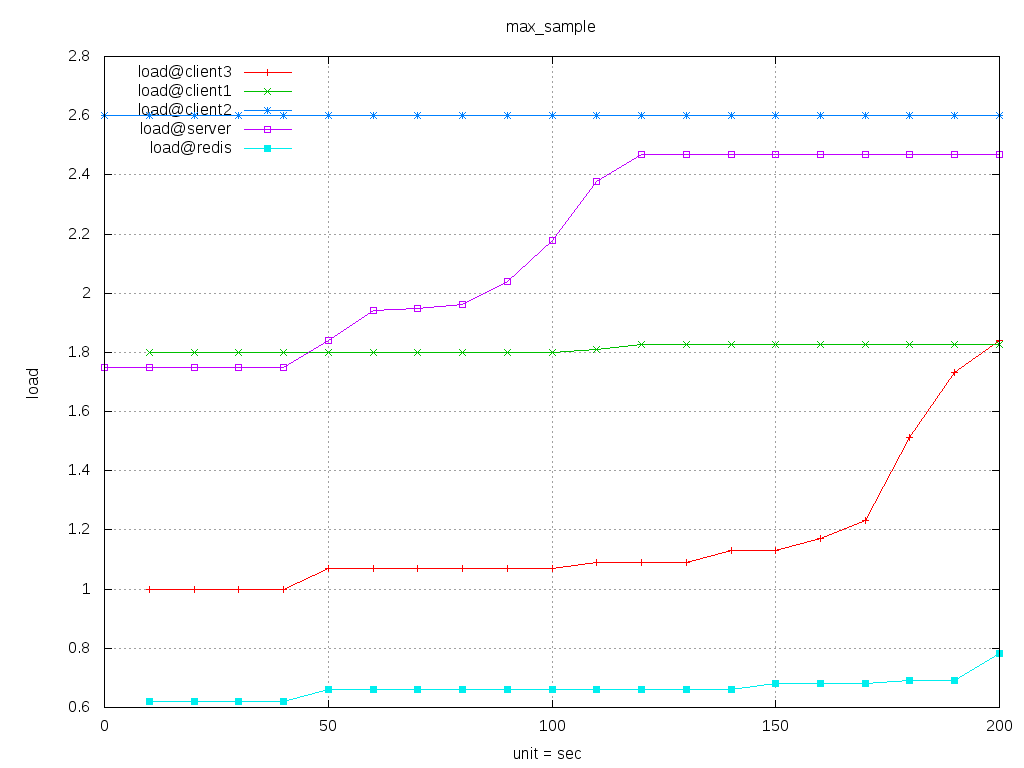 max_sample
2.8
2.6
2.4
2.2
2
1.8
1.6
1.4
1.2
1
0.8
0.6
load
load@client3
load@client1
load@client2
load@server
load@redis
0
50
100
150
200
unit = sec